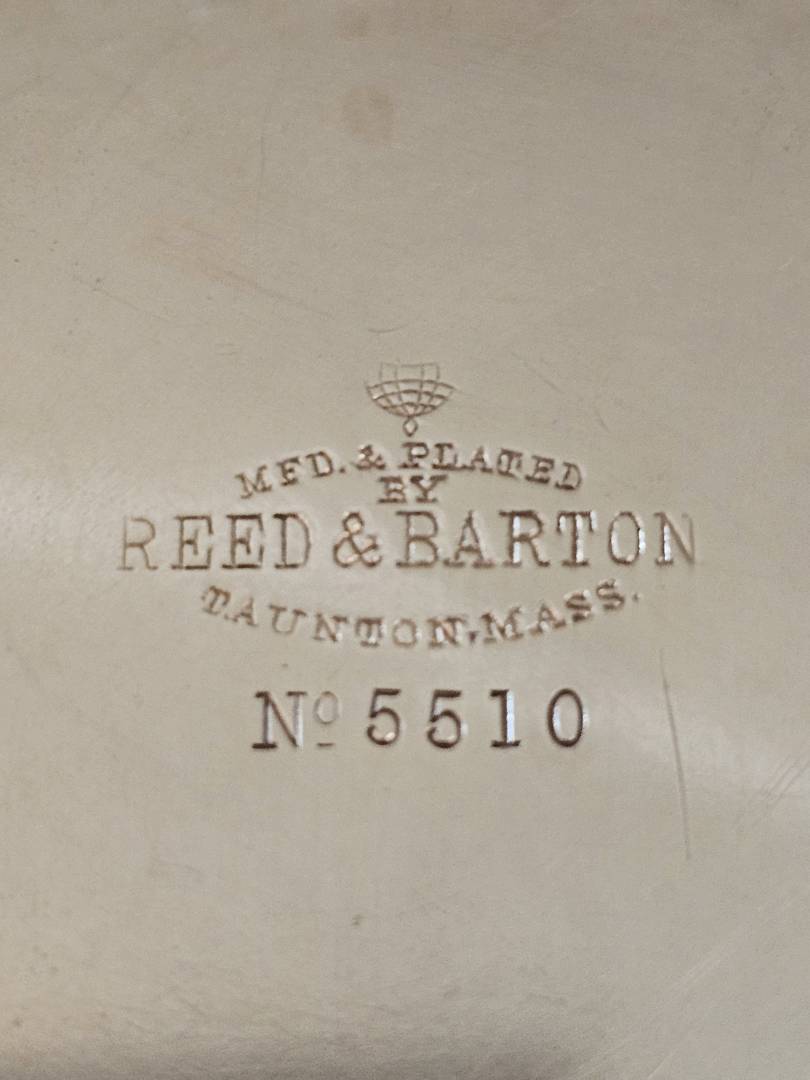 MFD. & PLATED
BY
REED & BARTON
TAUNTON, MASS.
Nº 5510